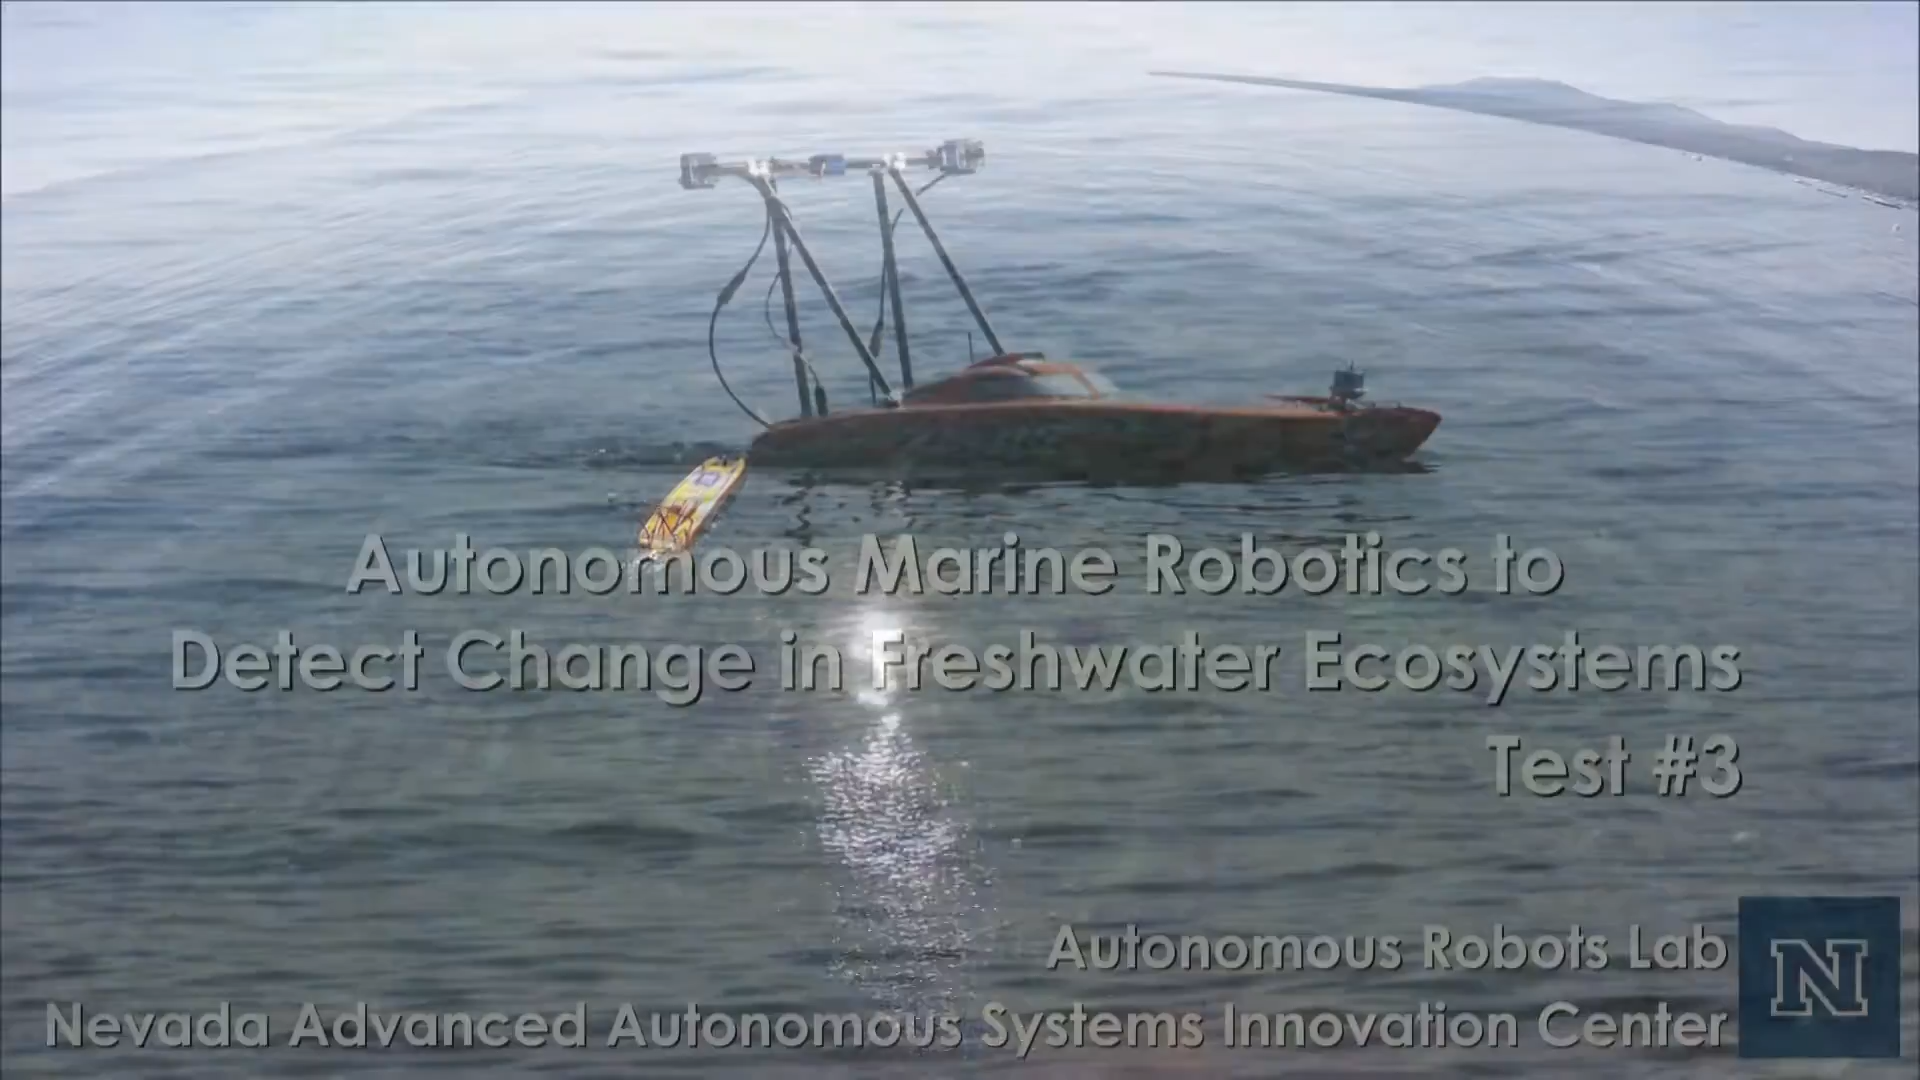 Autonomous Marine Robotics to
Detect Change in Freshwater Ecosystems
Test #3
Autonomous Robots Lab
N
Nevada Advanced Autonomous Systems Innovation Center